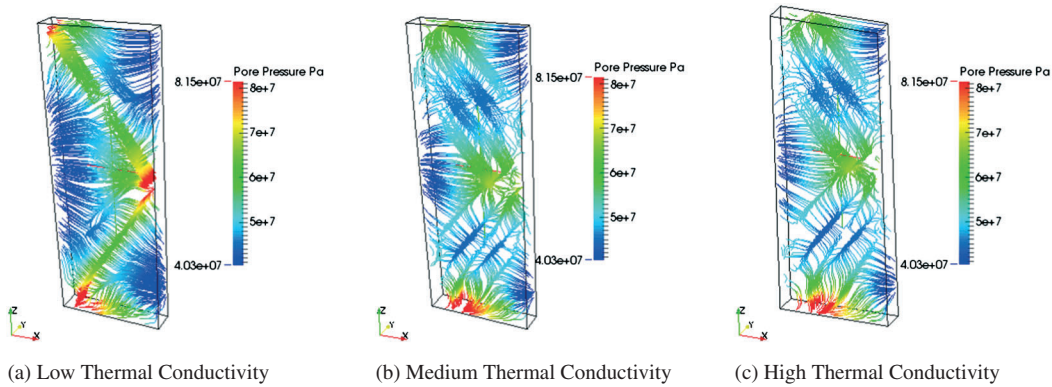 Pore Pressure Pa
8.15e+07
8e+7
7e+7
6e+7
5e+7
4.03e+07
Z
Y
X
(a) Low Thermal Conductivity
Pore Pressure Pa
8.15e+07
8e+7
7e+7
6e+7
5e+7
4.03e+07
Z
Y
X
(b) Medium Thermal Conductivity
Pore Pressure Pa
8.15e+07
8e+7
7e+7
6e+7
5e+7
4.03e+07
Z
Y
X
(c) High Thermal Conductivity